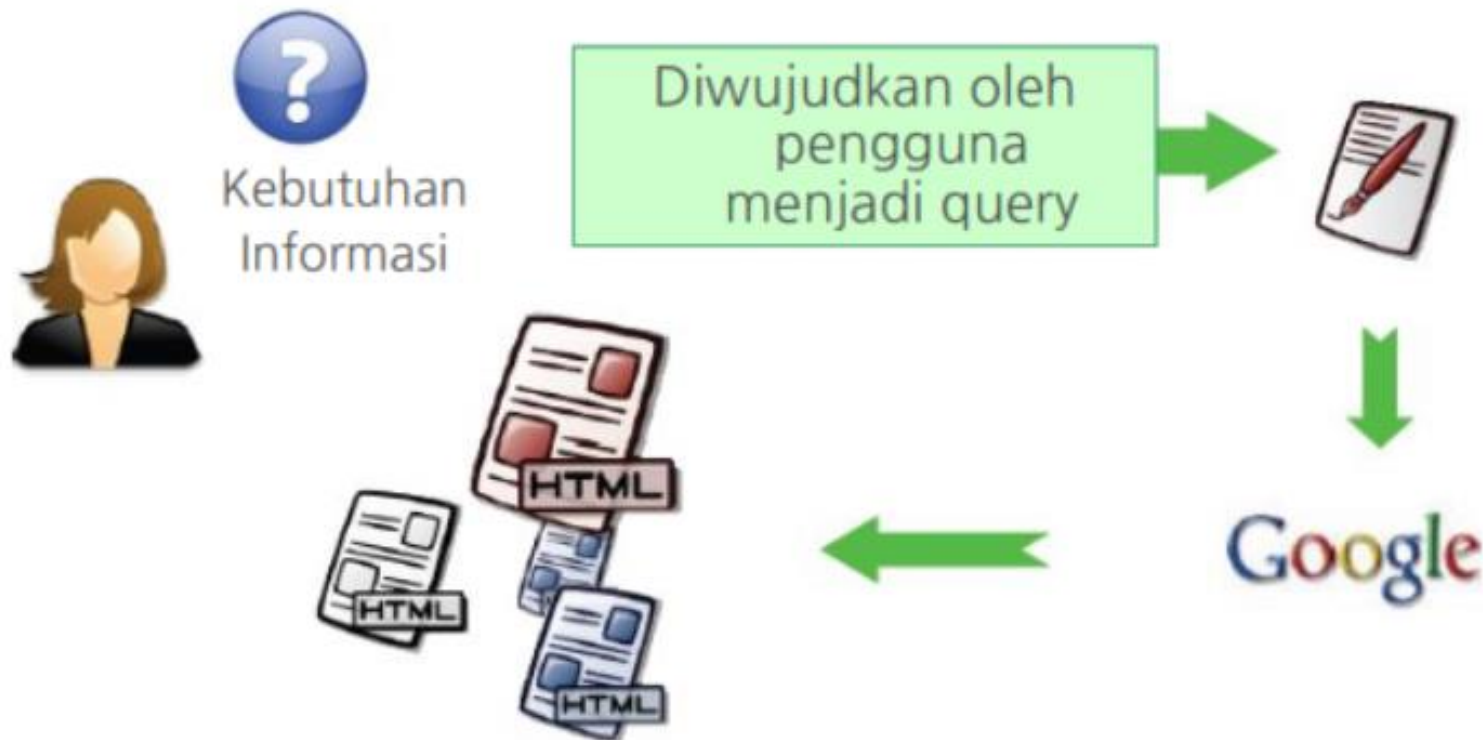 Kebutuhan
Informasi
Diwujudkan oleh
pengguna
menjadi query
Google
HTML
HTML
HTML